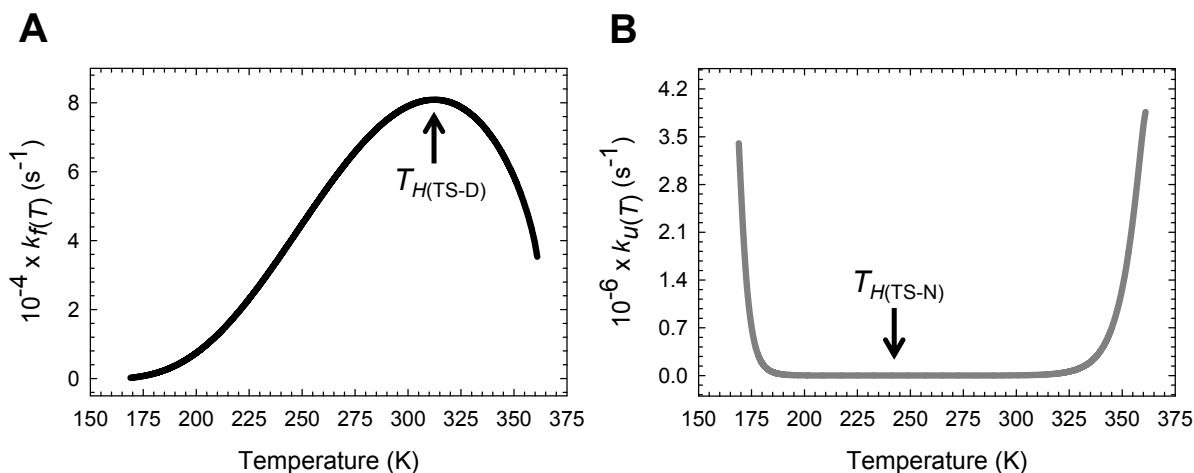 A
10⁻⁴ x k_f(T) (s⁻¹)
8
6
4
2
0
T_H(TS-D)
150 175 200 225 250 275 300 325 350 375
Temperature (K)
B
10⁻⁶ x k_u(T) (s⁻¹)
4.2
3.5
2.8
2.1
1.4
0.7
0.0
T_H(TS-N)
150 175 200 225 250 275 300 325 350 375
Temperature (K)